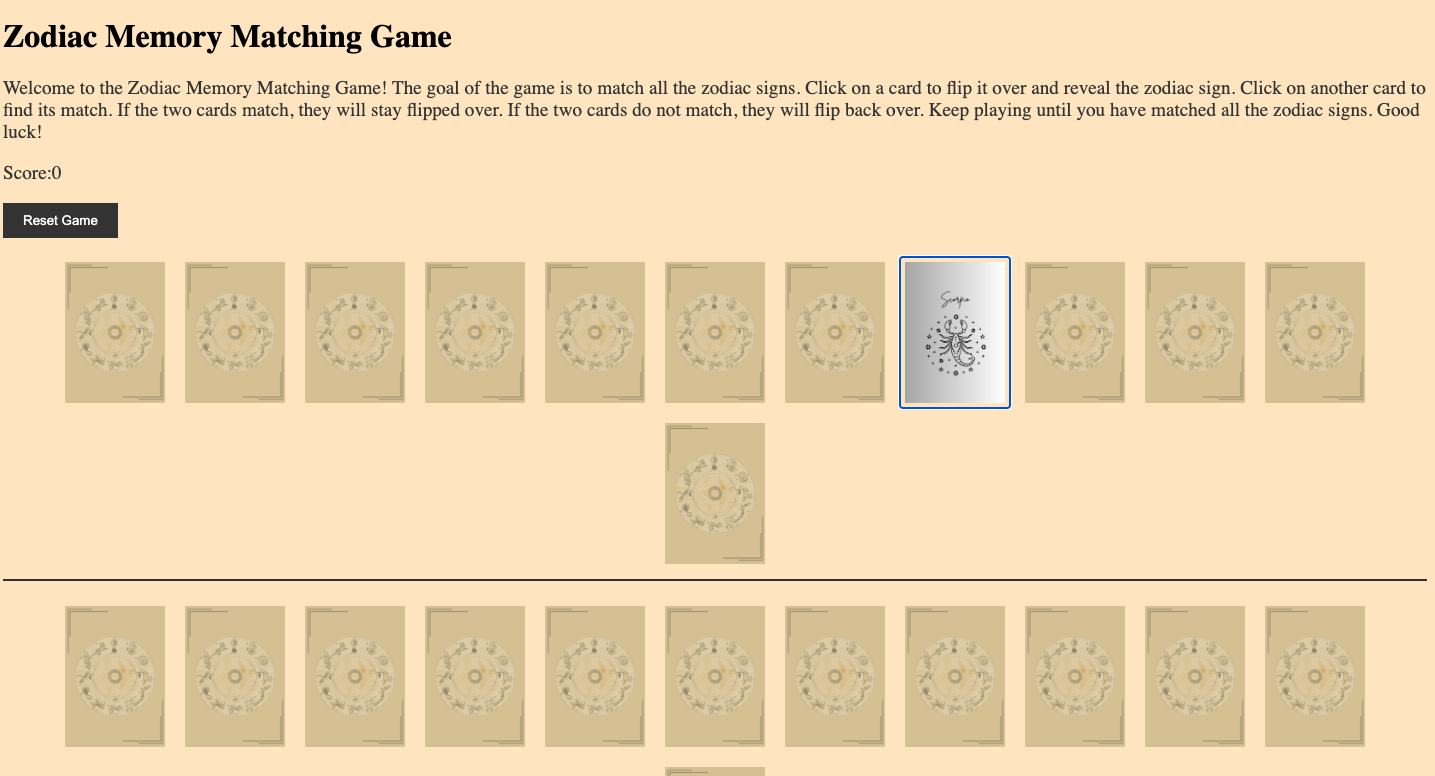 Zodiac Memory Matching Game
Welcome to the Zodiac Memory Matching Game! The goal of the game is to match all the zodiac signs. Click on a card to flip it over and reveal the zodiac sign. Click on another card to
find its match. If the two cards match, they will stay flipped over. If the two cards do not match, they will flip back over. Keep playing until you have matched all the zodiac signs. Good
luck!
Score:0
Reset Game
Scorpio